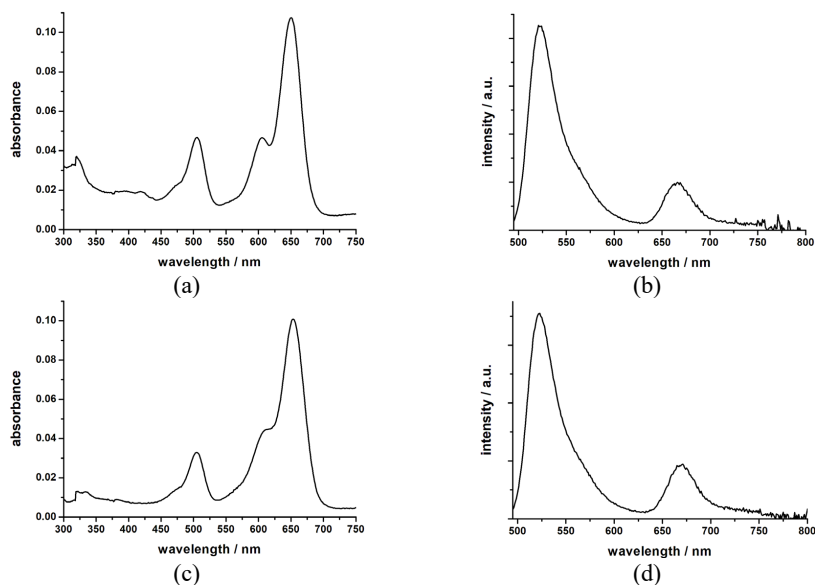 absorbance
0.10
0.08
0.06
0.04
0.02
0.00
300 350 400 450 500 550 600 650 700 750
wavelength / nm
(a)
intensity / a.u.
500 550 600 650 700 750 800
wavelength / nm
(b)
absorbance
0.10
0.08
0.06
0.04
0.02
0.00
300 350 400 450 500 550 600 650 700 750
wavelength / nm
(c)
intensity / a.u.
500 550 600 650 700 750 800
wavelength / nm
(d)